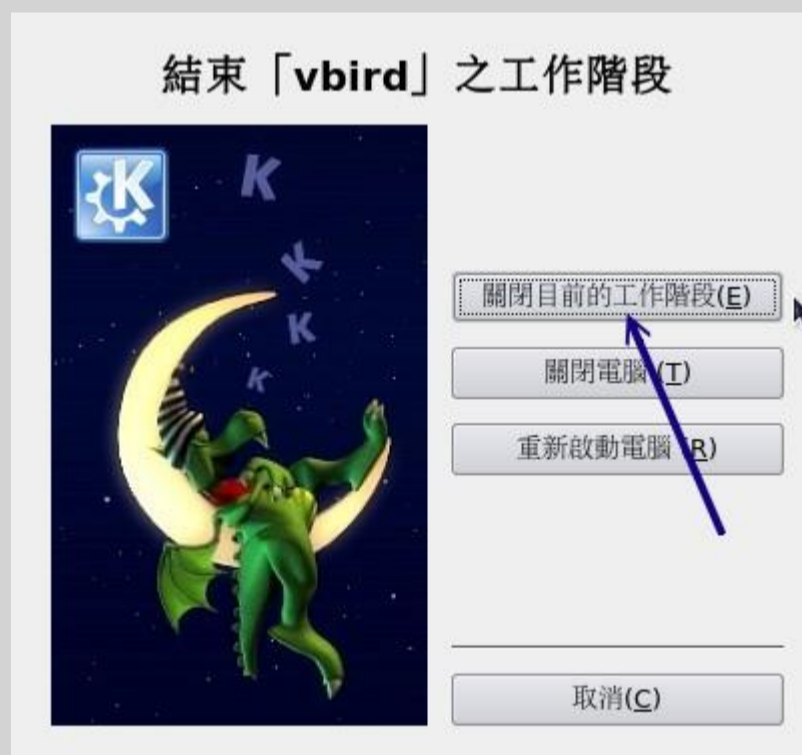 結束「vbird」之工作階段
K
K
K
K
K
關閉目前的工作階段(E)
關閉電腦 (T)
重新啟動電腦 (R)
取消(C)